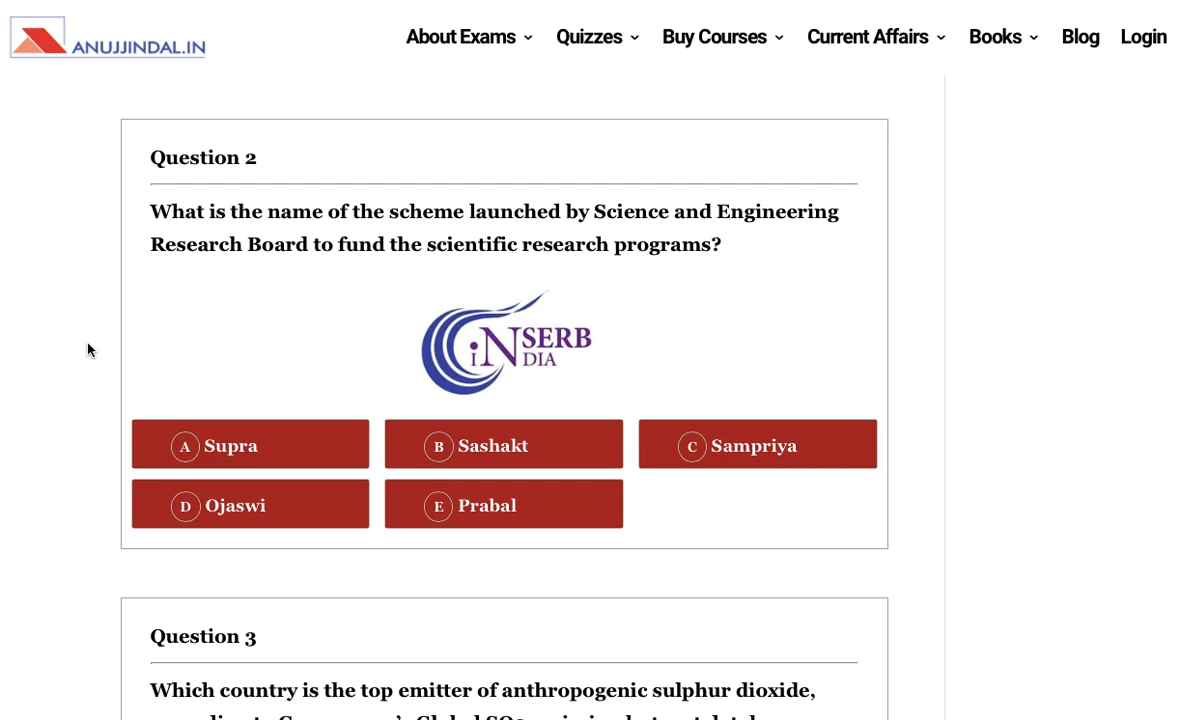 ANUJJINDAL.IN
About Exams Quizzes Buy Courses Current Affairs Books Blog Login
Question 2
What is the name of the scheme launched by Science and Engineering
Research Board to fund the scientific research programs?
iN SERB
DIA
A Supra B Sashakt C Sampriya
D Ojaswi E Prabal
Question 3
Which country is the top emitter of anthropogenic sulphur dioxide,